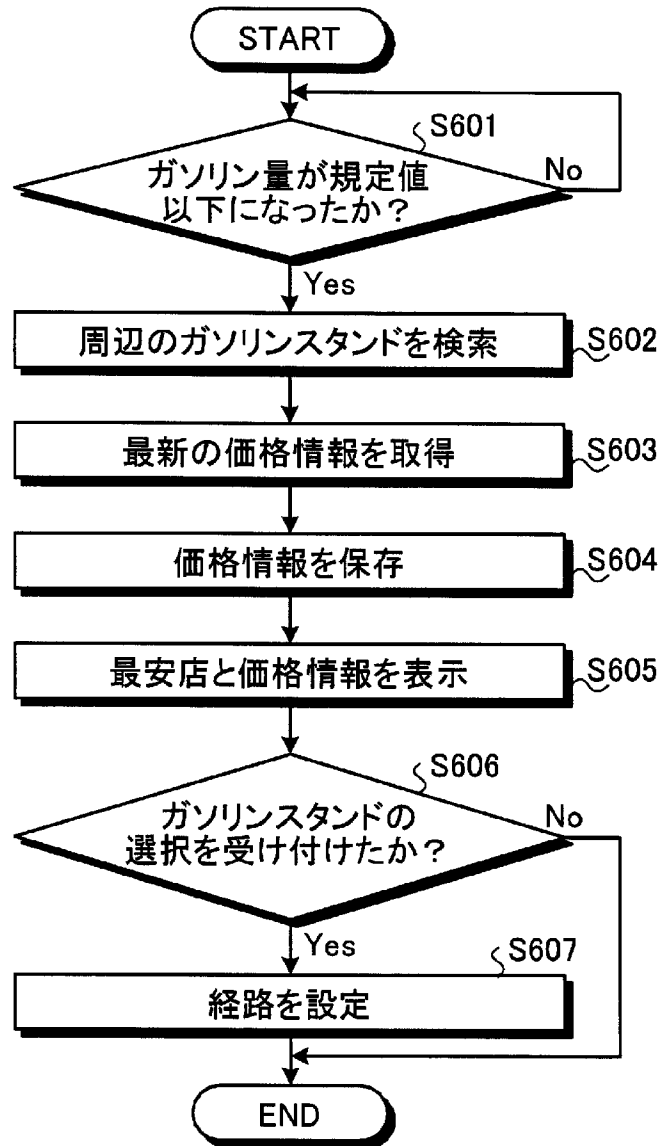 START
S601
ガソリン量が規定値
以下になったか？
No
Yes
周辺のガソリンスタンドを検索
S602
最新の価格情報を取得
S603
価格情報を保存
S604
最安店と価格情報を表示
S605
S606
ガソリンスタンドの
選択を受け付けたか？
No
Yes
S607
経路を設定
END